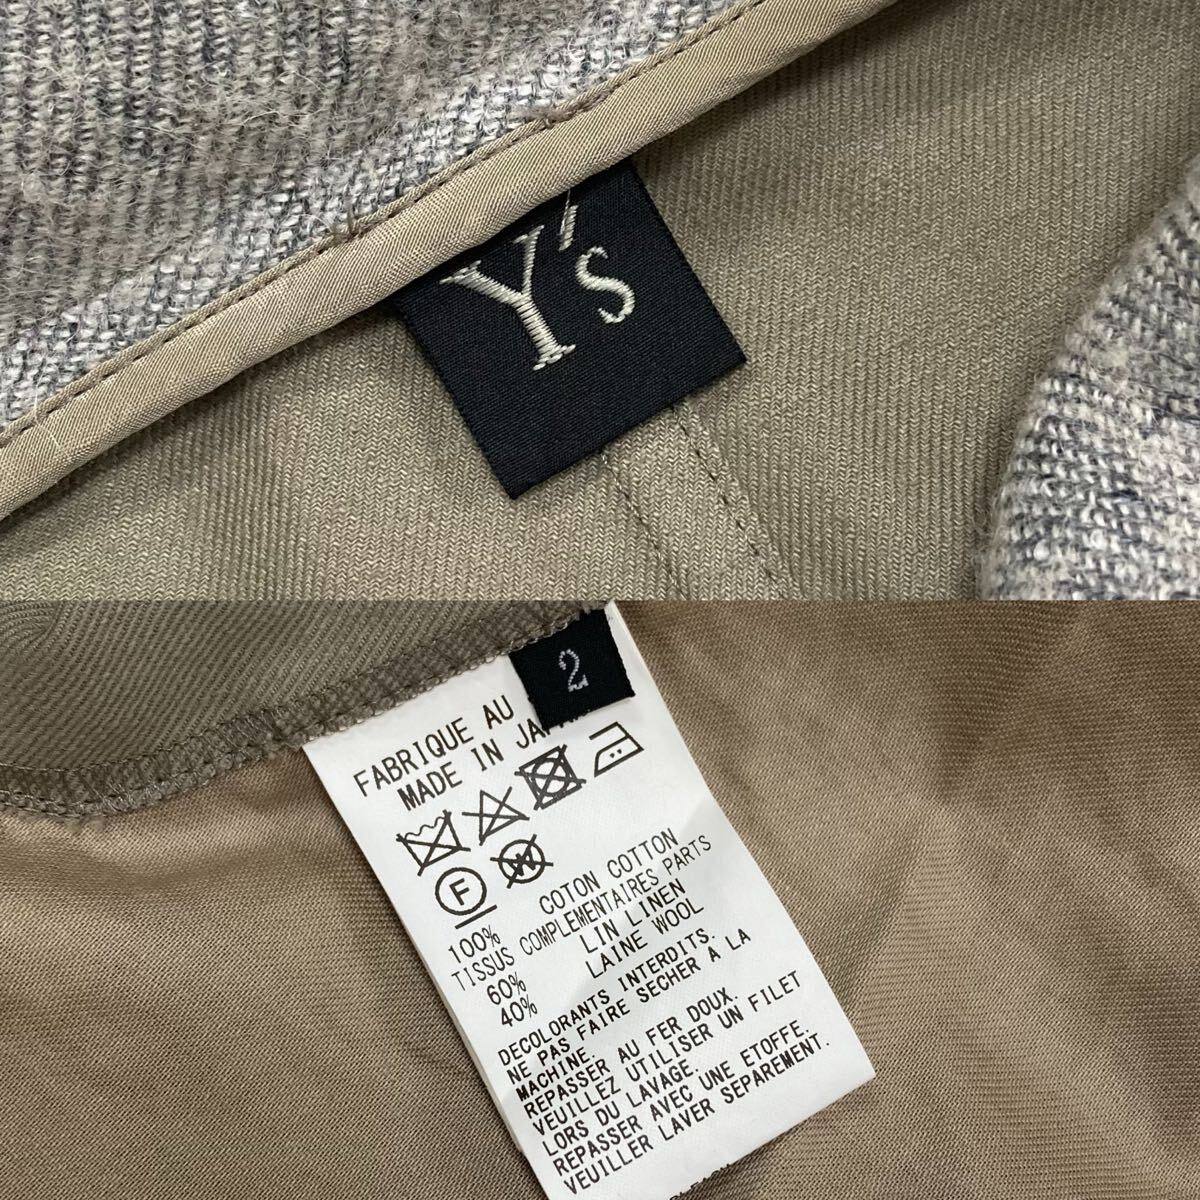 Y's
2
FABRIQUE AU
MADE IN
F
W
100% COTON COTTON
TISSUS COMPLEMENTAIRES PARTS
60% LIN LINEN
40% LAINE WOOL
DECOLORANTS INTERDITS.
NE PAS FAIRE SECHER A LA
MACHINE.
REPASSER AU FER DOUX.
VEUILLEZ UTILISER UN FILET
LORS DU LAVAGE.
REPASSER AVEC UNE ETOFFE.
VEUILLER LAVER SEPAREMENT.